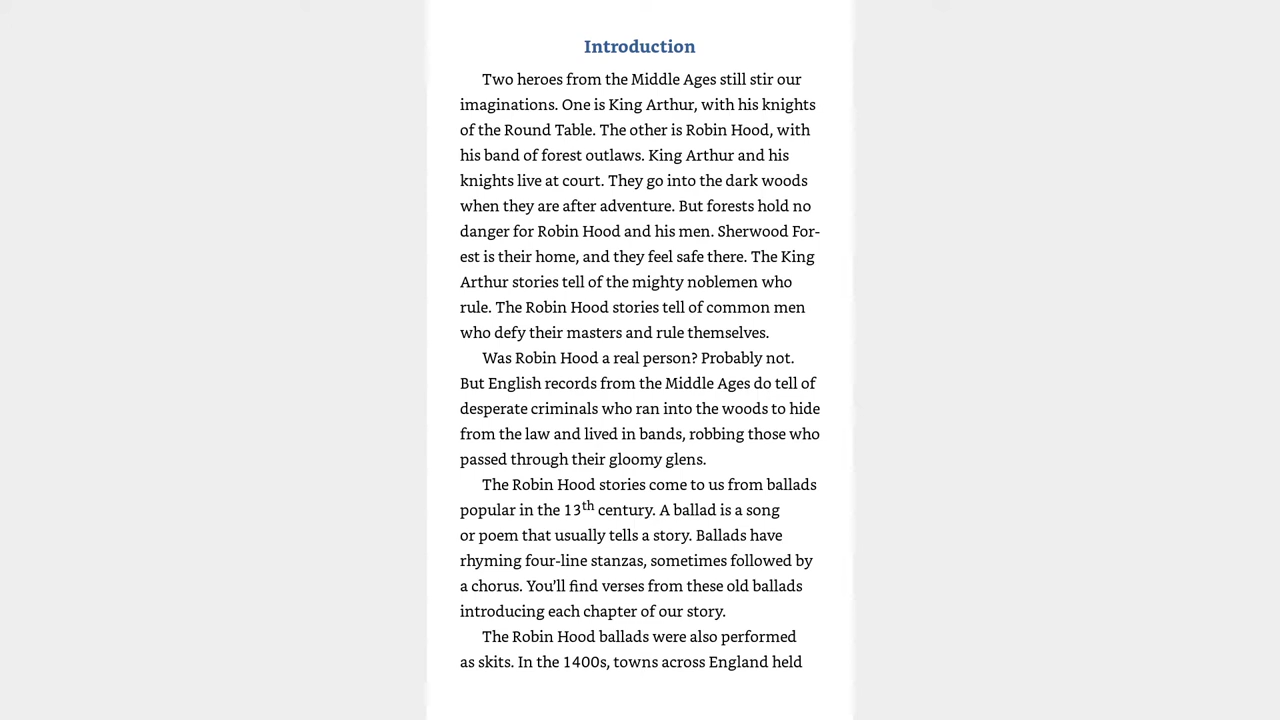 Introduction
Two heroes from the Middle Ages still stir our
imaginations. One is King Arthur, with his knights
of the Round Table. The other is Robin Hood, with
his band of forest outlaws. King Arthur and his
knights live at court. They go into the dark woods
when they are after adventure. But forests hold no
danger for Robin Hood and his men. Sherwood For-
est is their home, and they feel safe there. The King
Arthur stories tell of the mighty noblemen who
rule. The Robin Hood stories tell of common men
who defy their masters and rule themselves.
Was Robin Hood a real person? Probably not.
But English records from the Middle Ages do tell of
desperate criminals who ran into the woods to hide
from the law and lived in bands, robbing those who
passed through their gloomy glens.
The Robin Hood stories come to us from ballads
popular in the 13th century. A ballad is a song
or poem that usually tells a story. Ballads have
rhyming four-line stanzas, sometimes followed by
a chorus. You’ll find verses from these old ballads
introducing each chapter of our story.
The Robin Hood ballads were also performed
as skits. In the 1400s, towns across England held